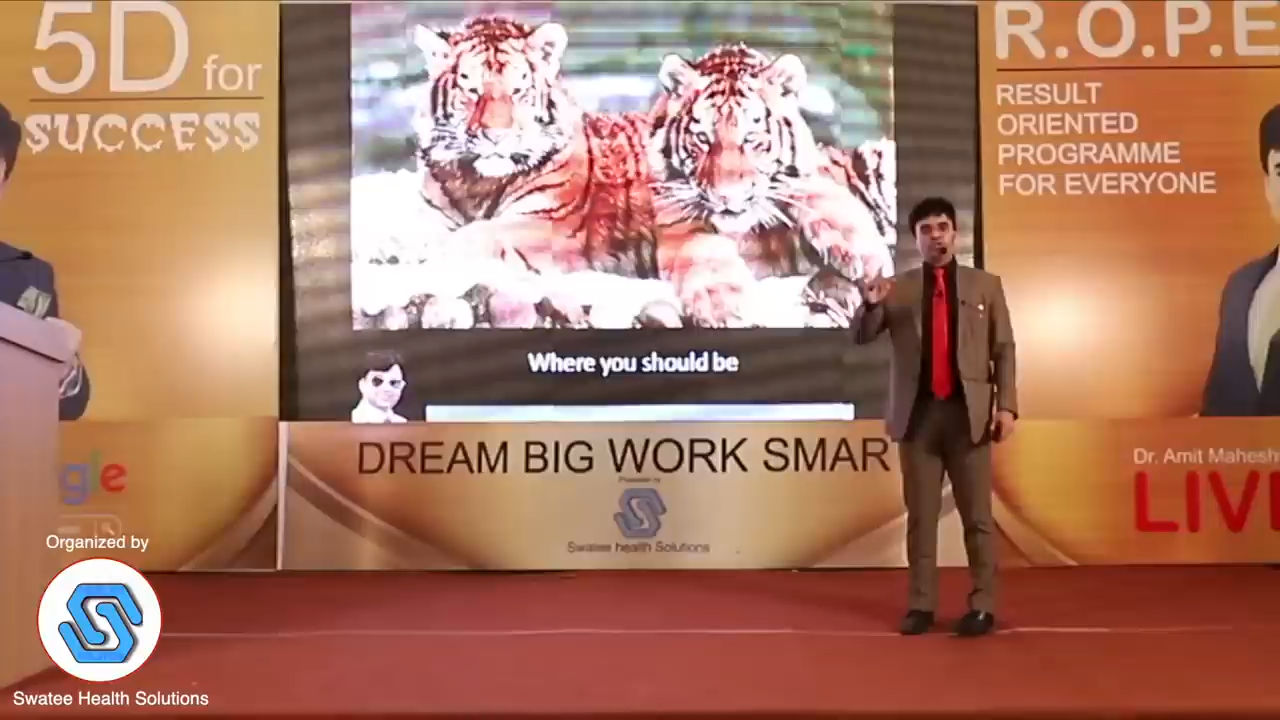 5D for
SUCCESS
R.O.P.E
RESULT
ORIENTED
PROGRAMME
FOR EVERYONE
Where you should be
DREAM BIG WORK SMAR
Swatee health Solutions
gle
Dr. Amit Mahesh
LIV
Organized by
Swatee Health Solutions